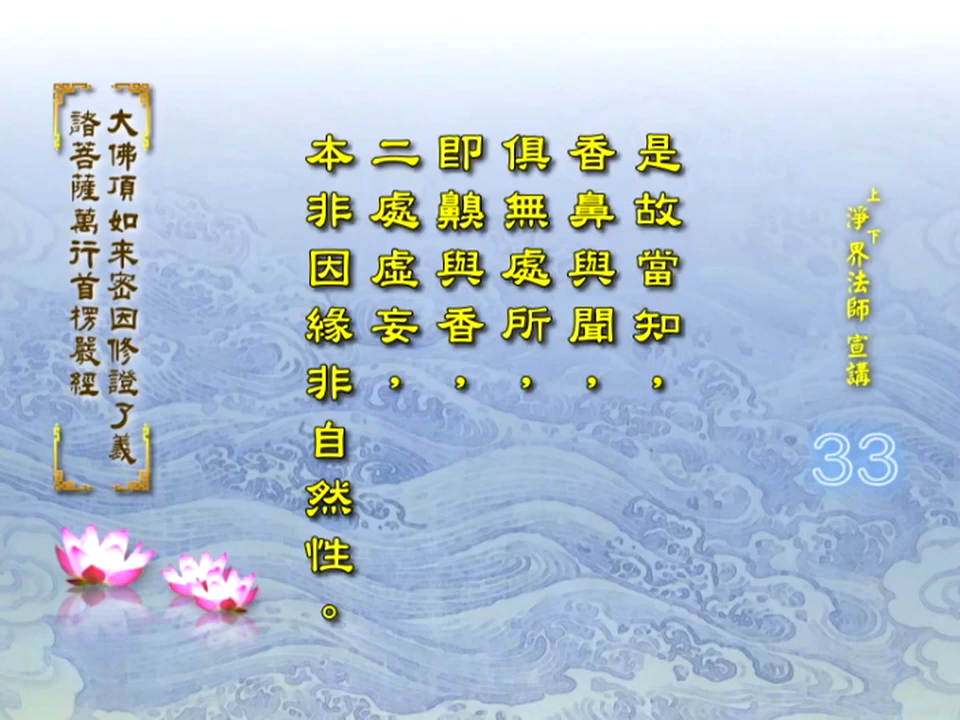 上淨下界法師 宣講
33
是故當知，
香鼻與聞，
俱無處所，
即齅與香，
二處虛妄，
本非因緣非自然性。
大佛頂如來密因修證了義
諸菩薩萬行首楞嚴經